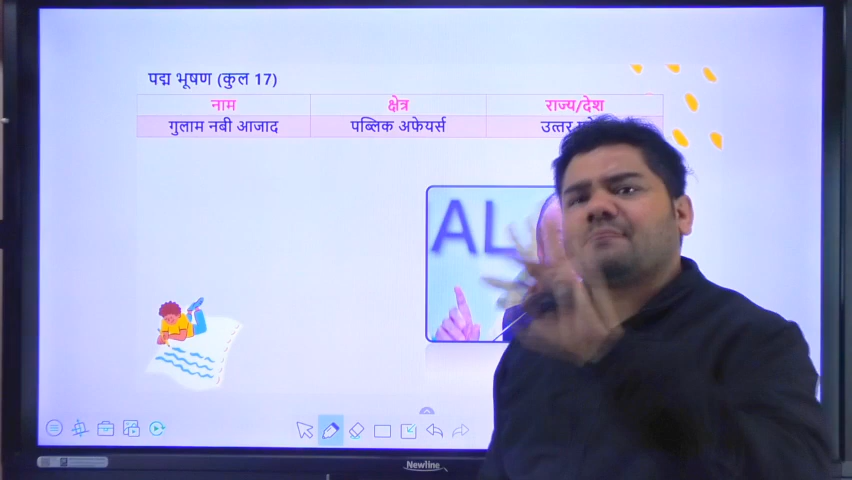 पद्म भूषण (कुल 17)
नाम क्षेत्र राज्य/देश
गुलाम नबी आजाद पब्लिक अफेयर्स उत्तर
AL
Newline